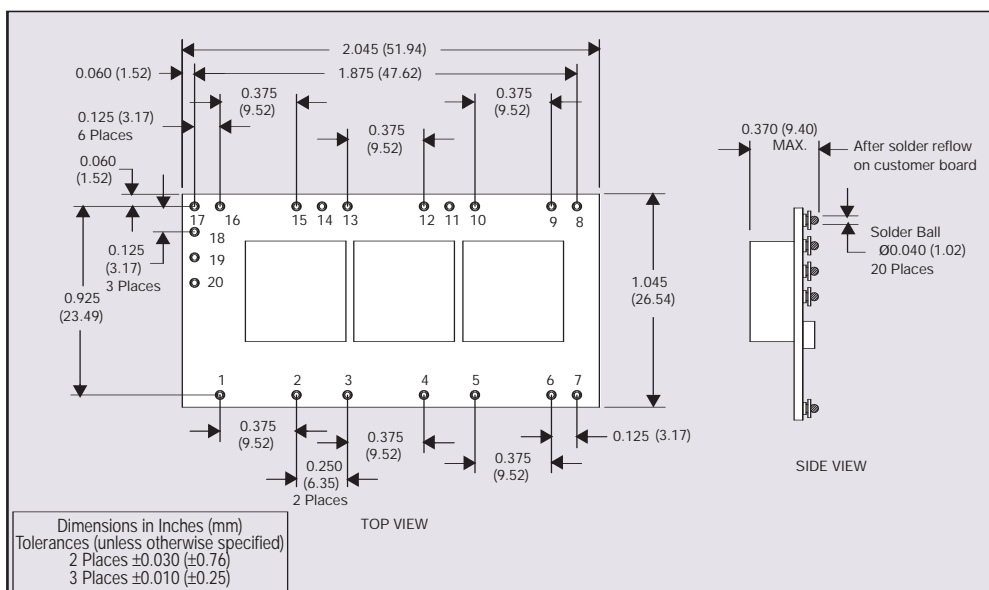 2.045 (51.94)
0.060 (1.52)
1.875 (47.62)
0.375
(9.52)
0.375
(9.52)
0.125 (3.17)
6 Places
0.375
(9.52)
0.370 (9.40)
MAX.
After solder reflow
on customer board
0.060
(1.52)
17 16 15 14 13 12 11 10 9 8
18
19
20
0.125
(3.17)
3 Places
0.925
(23.49)
1.045
(26.54)
Solder Ball
Ø0.040 (1.02)
20 Places
1 2 3 4 5 6 7
0.375
(9.52)
0.375
(9.52)
0.125 (3.17)
0.375
(9.52)
0.250
(6.35)
2 Places
SIDE VIEW
TOP VIEW
Dimensions in Inches (mm)
Tolerances (unless otherwise specified)
2 Places ±0.030 (±0.76)
3 Places ±0.010 (±0.25)